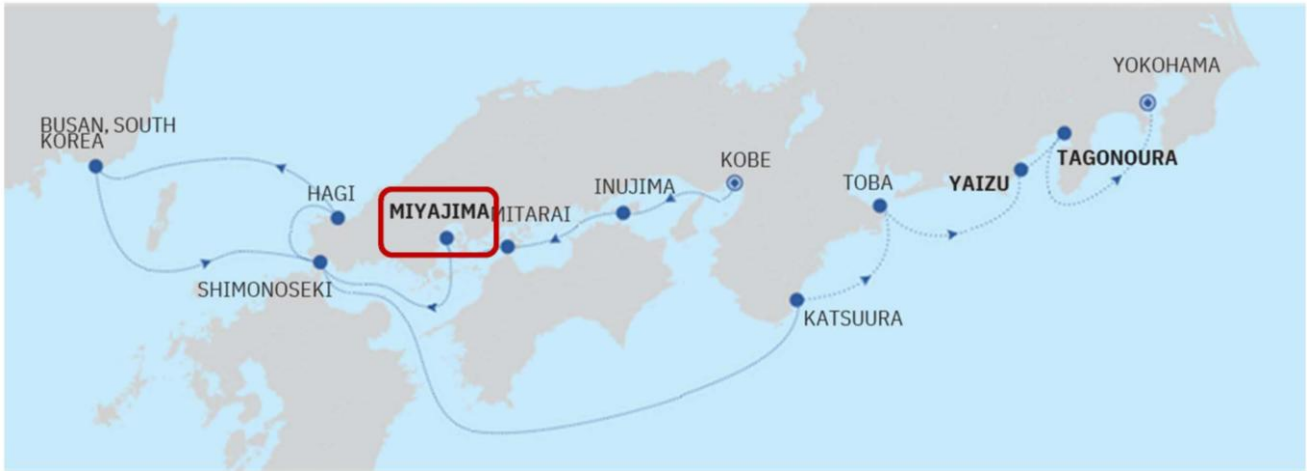 YOKOHAMA
BUSAN, SOUTH
KOREA
KOBE
TAGONOURA
HAGI
INUJIMA
TOBA
YAIZU
MIYAJIMA
MITARAI
SHIMONOSEKI
KATSUURA